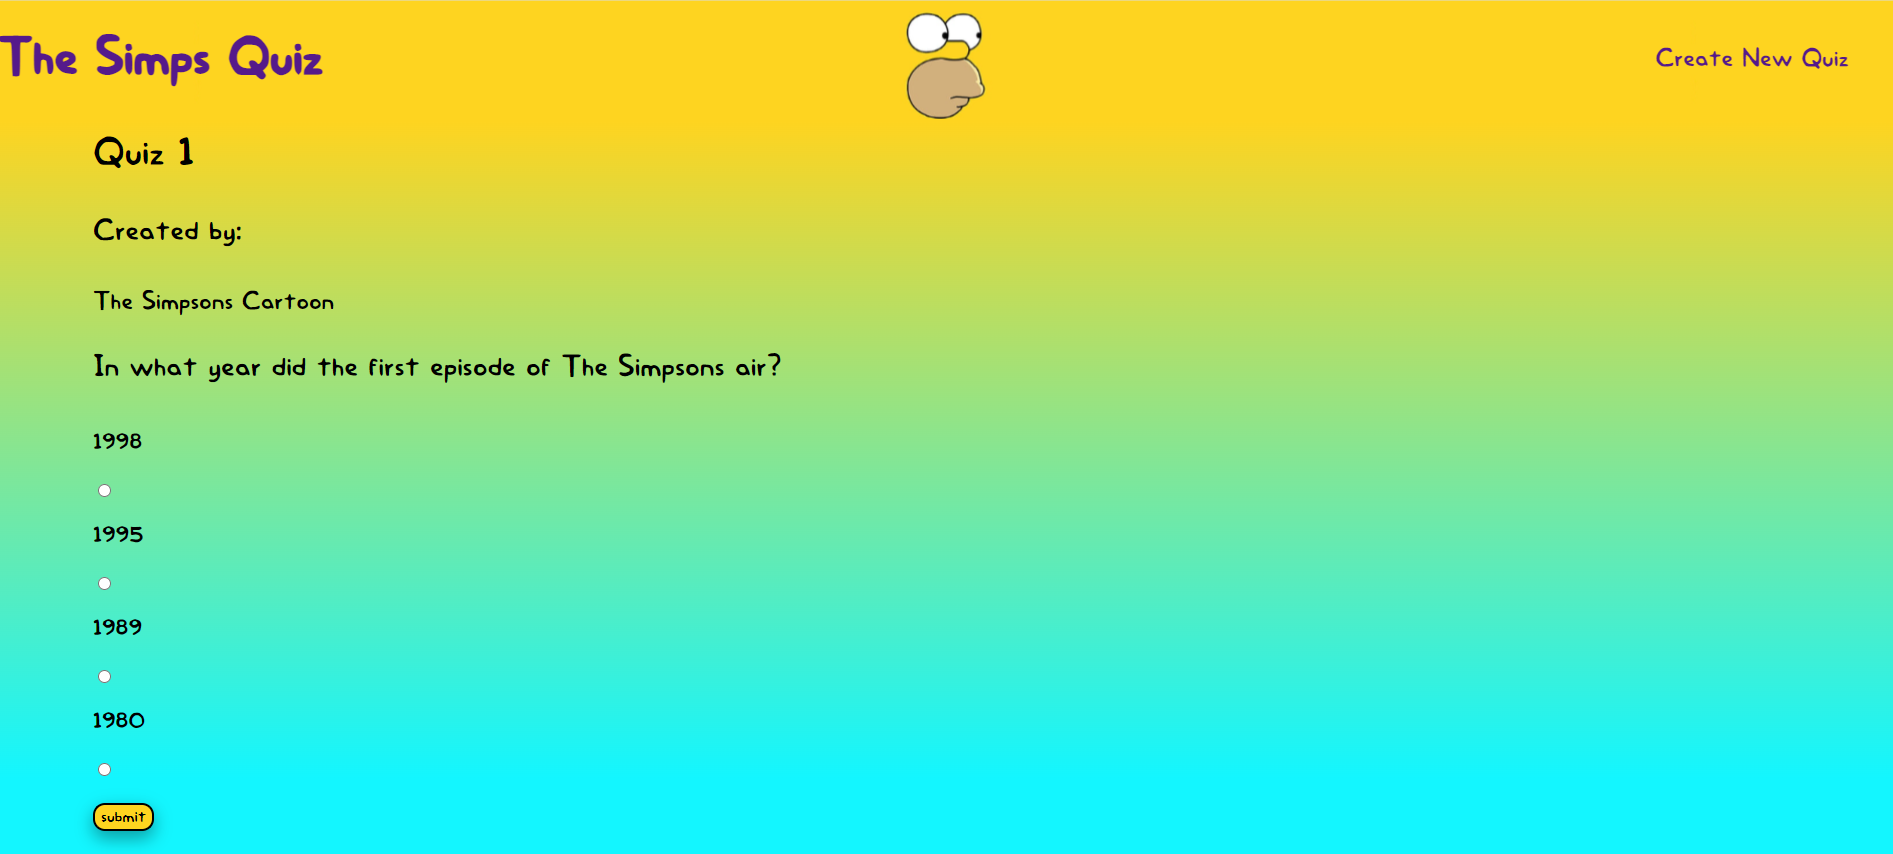 The Simps Quiz
Create New Quiz
Quiz 1
Created by:
The Simpsons Cartoon
In what year did the first episode of The Simpsons air?
1998
1995
1989
1980
submit